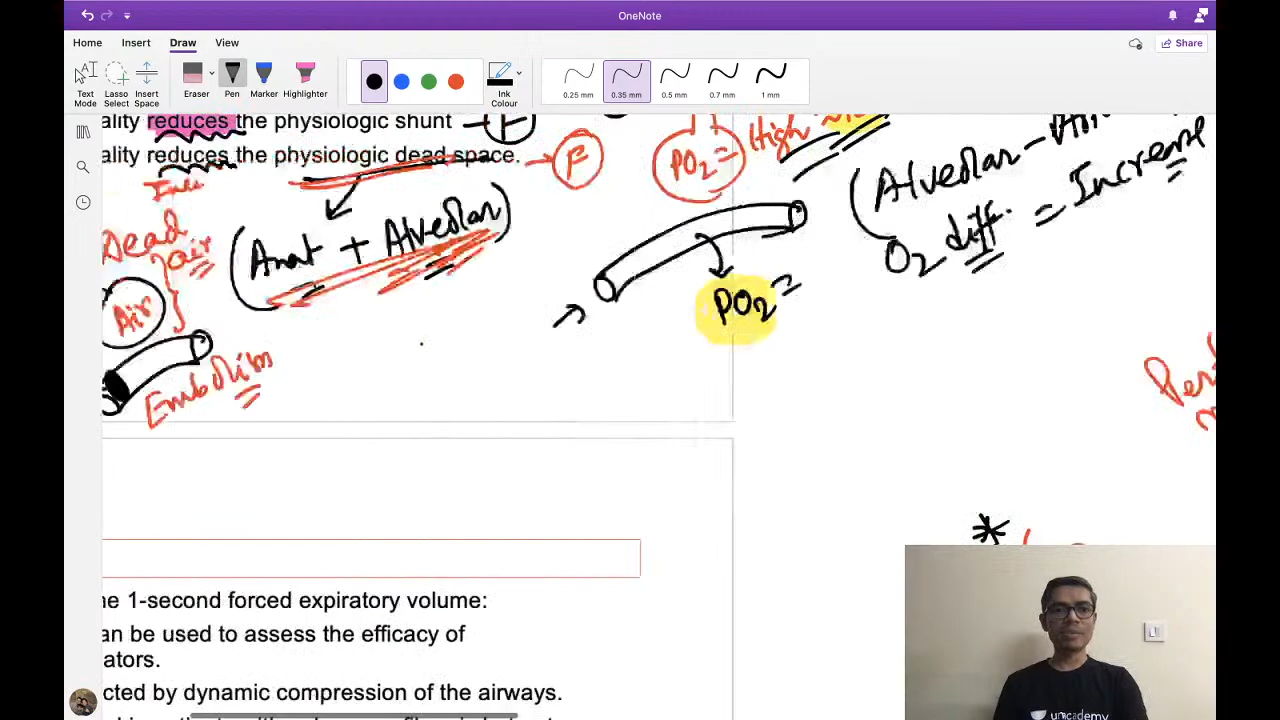 OneNote
Home Insert Draw View
Share
Text Mode
Lasso Select
Insert Space
Eraser
Pen
Marker
Highlighter
Ink Colour
0.25 mm
0.35 mm
0.5 mm
0.7 mm
1 mm
ality reduces the physiologic shunt → F
ality reduces the physiologic dead space. → F
PO2=
High
(Alveolar -
O2 diff. = Increase
Dead
air
(Anat + Alveolar)
Air
Embolism
PO2=
*
he 1-second forced expiratory volume:
an be used to assess the efficacy of
ators.
cted by dynamic compression of the airways.
unacademy